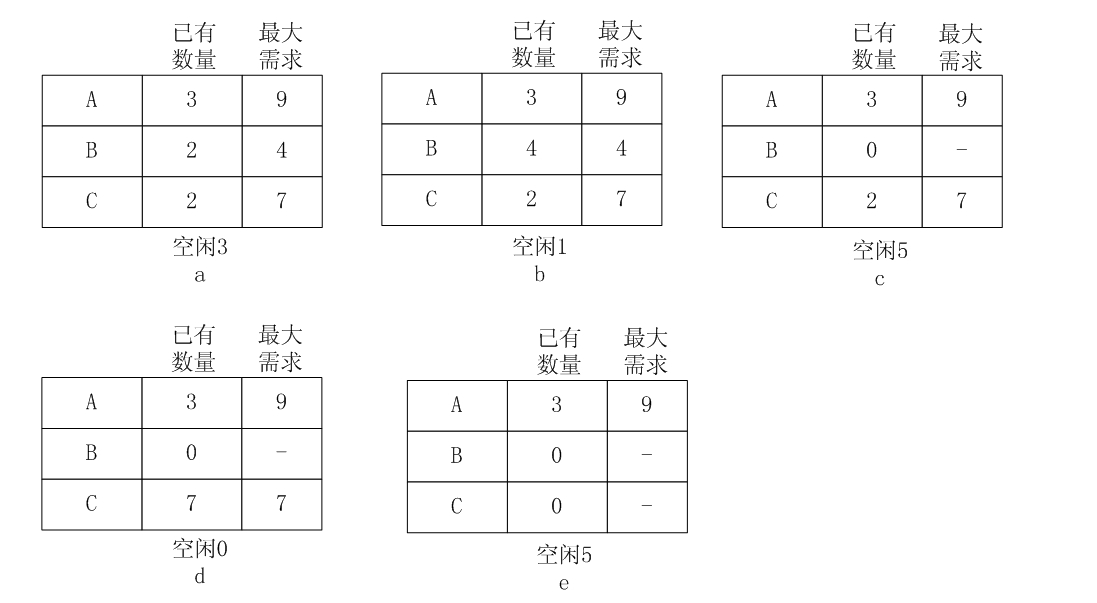 已有 最大
数量 需求
A 3 9
B 2 4
C 2 7
空闲3
a
已有 最大
数量 需求
A 3 9
B 4 4
C 2 7
空闲1
b
已有 最大
数量 需求
A 3 9
B 0 -
C 2 7
空闲5
c
已有 最大
数量 需求
A 3 9
B 0 -
C 7 7
空闲0
d
已有 最大
数量 需求
A 3 9
B 0 -
C 0 -
空闲5
e